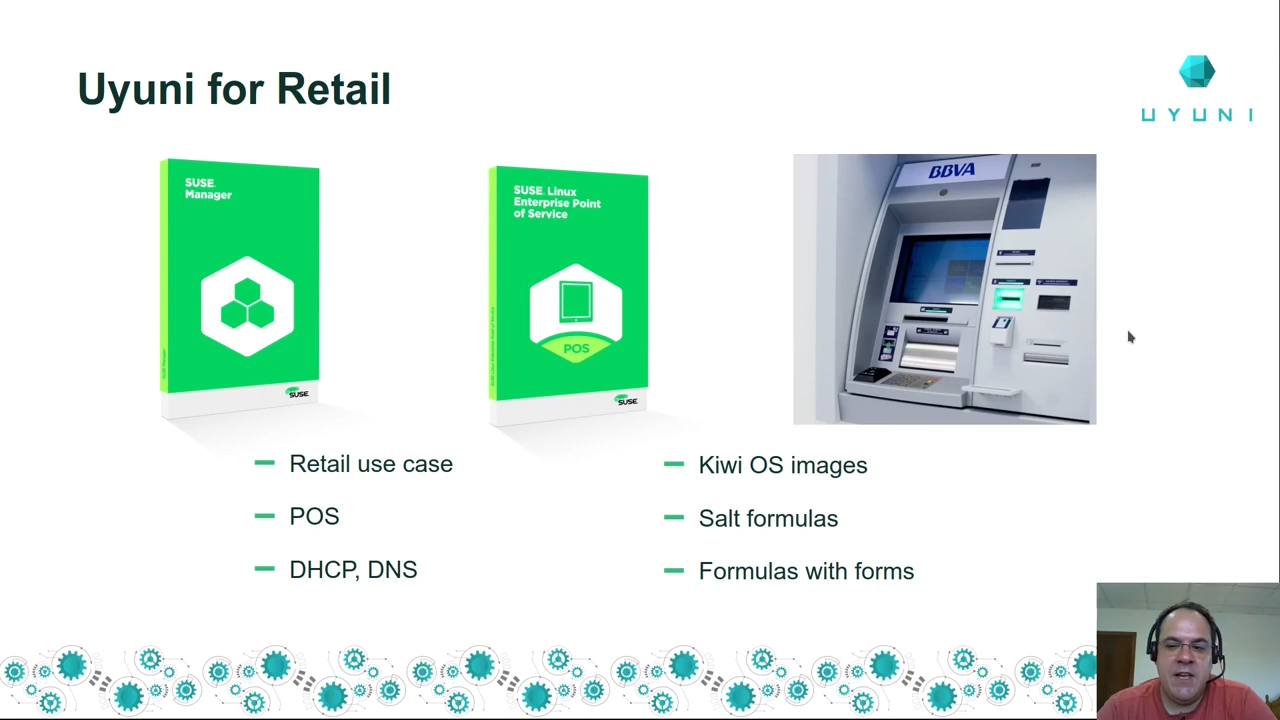 Uyuni for Retail
UYUNI
SUSE
Manager
SUSE
SUSE Linux
Enterprise Point
of Service
POS
SUSE
BBVA
Retail use case
POS
DHCP, DNS
Kiwi OS images
Salt formulas
Formulas with forms